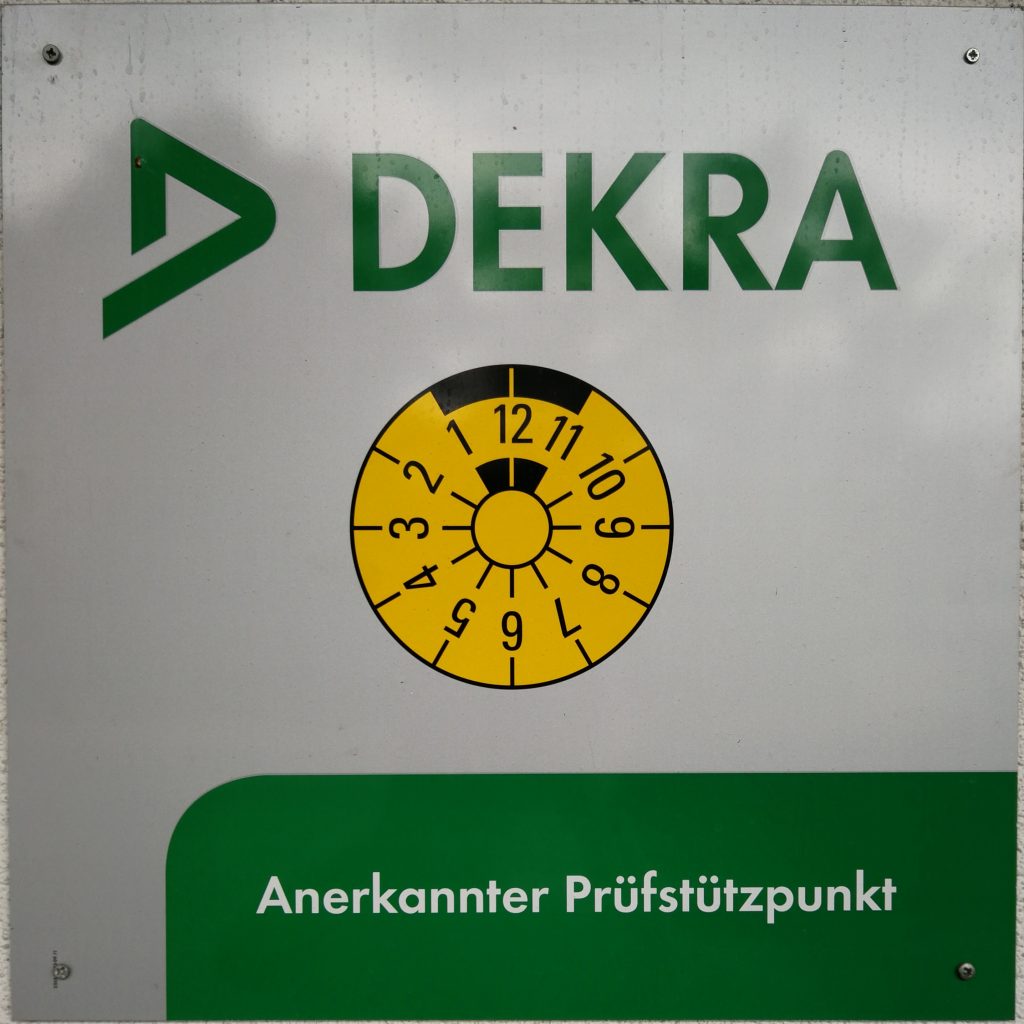 DEKRA
1 12 11
2 10
3 9
4 8
5 6 7
Anerkannter Prüfstützpunkt